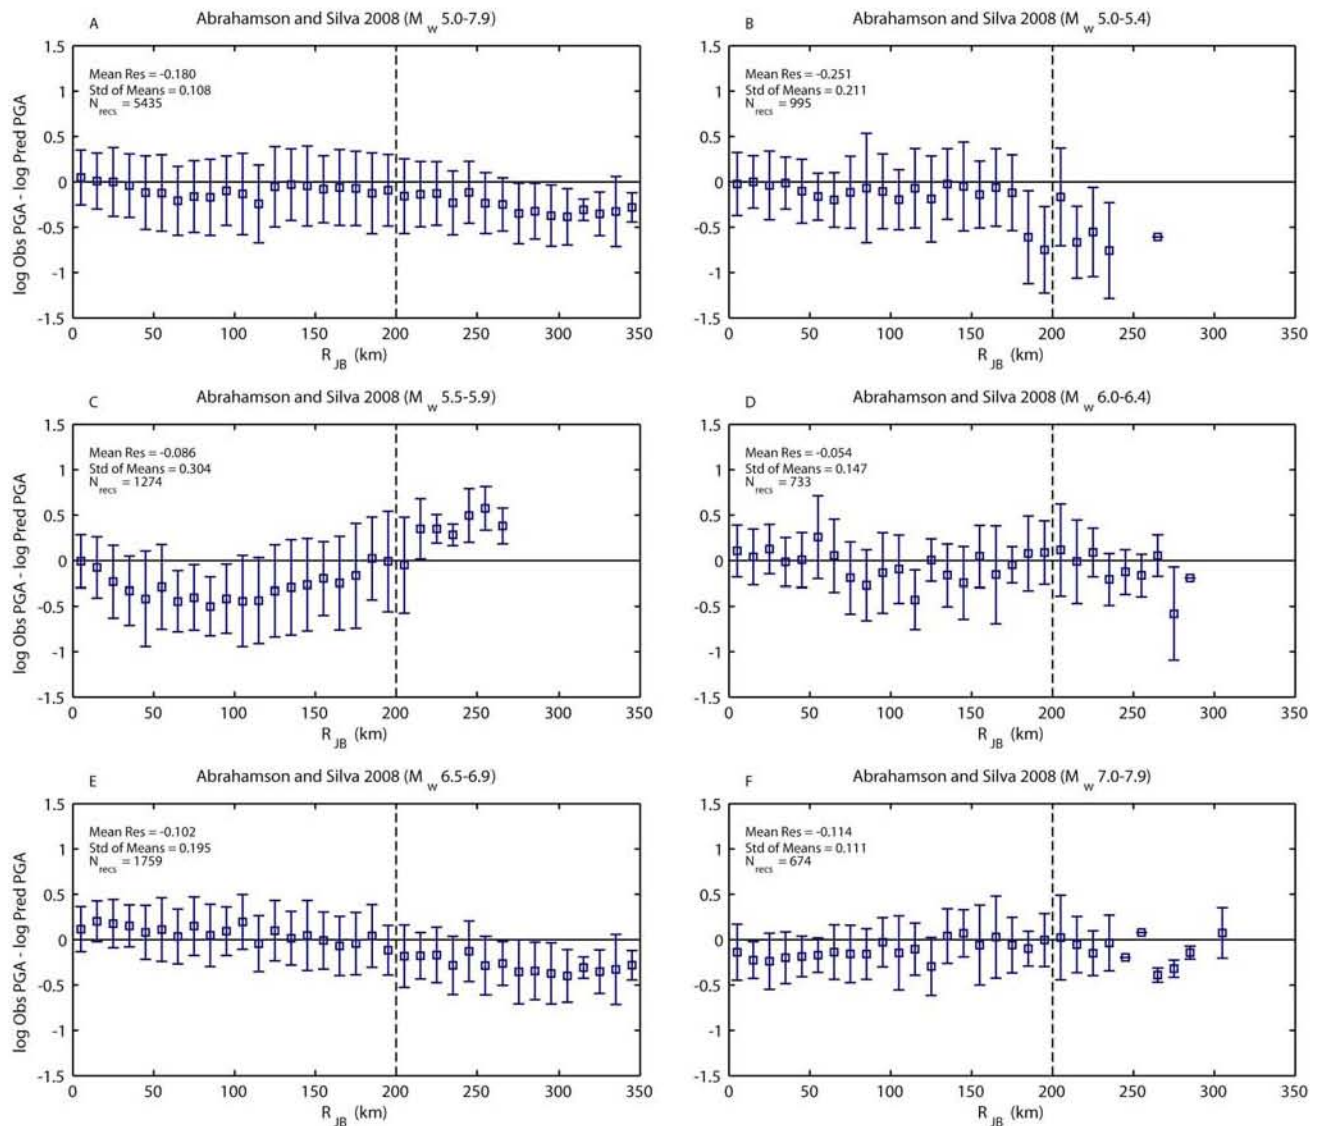 A Abrahamson and Silva 2008 (M w 5.0-7.9)
1.5
Mean Res = -0.180
Std of Means = 0.108
N recs = 5435
1
0.5
0
-0.5
-1
-1.5
log Obs PGA - log Pred PGA
0 50 100 150 200 250 300 350
R JB (km)
B Abrahamson and Silva 2008 (M w 5.0-5.4)
1.5
Mean Res = -0.251
Std of Means = 0.211
N recs = 995
1
0.5
0
-0.5
-1
-1.5
0 50 100 150 200 250 300 350
R JB (km)
C Abrahamson and Silva 2008 (M w 5.5-5.9)
1.5
Mean Res = -0.086
Std of Means = 0.304
N recs = 1274
1
0.5
0
-0.5
-1
-1.5
log Obs PGA - log Pred PGA
0 50 100 150 200 250 300 350
R JB (km)
D Abrahamson and Silva 2008 (M w 6.0-6.4)
1.5
Mean Res = -0.054
Std of Means = 0.147
N recs = 733
1
0.5
0
-0.5
-1
-1.5
0 50 100 150 200 250 300 350
R JB (km)
E Abrahamson and Silva 2008 (M w 6.5-6.9)
1.5
Mean Res = -0.102
Std of Means = 0.195
N recs = 1759
1
0.5
0
-0.5
-1
-1.5
log Obs PGA - log Pred PGA
0 50 100 150 200 250 300 350
R JB (km)
F Abrahamson and Silva 2008 (M w 7.0-7.9)
1.5
Mean Res = -0.114
Std of Means = 0.111
N recs = 674
1
0.5
0
-0.5
-1
-1.5
0 50 100 150 200 250 300 350
R JB (km)